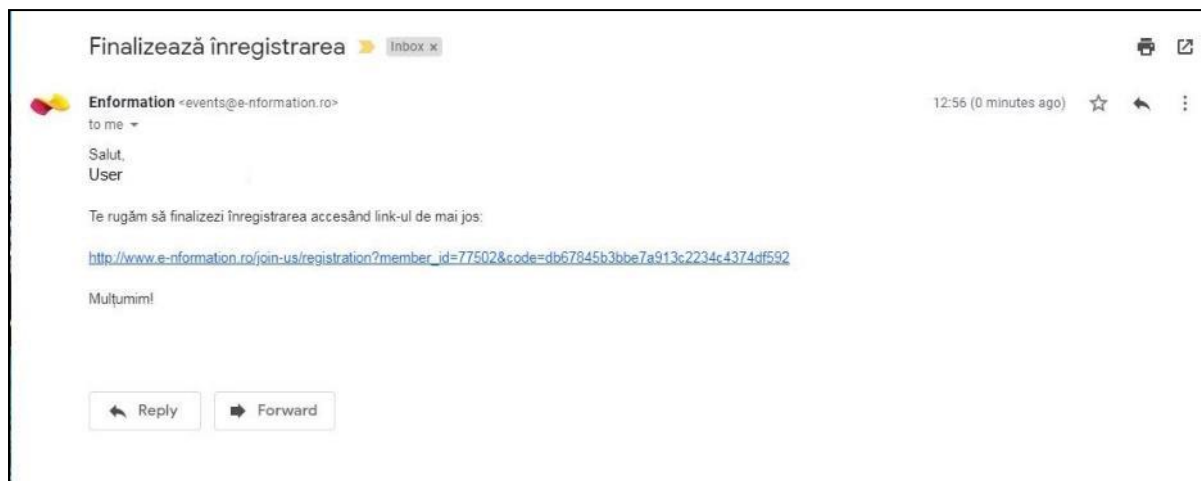 Finalizează înregistrarea Inbox x
Enformation <events@e-nformation.ro> 12:56 (0 minutes ago)
to me
Salut,
User
Te rugăm să finalizezi înregistrarea accesând link-ul de mai jos:
http://www.e-nformation.ro/join-us/registration?member_id=77502&code=db67845b3bbe7a913c2234c4374df592
Mulțumim!
Reply Forward